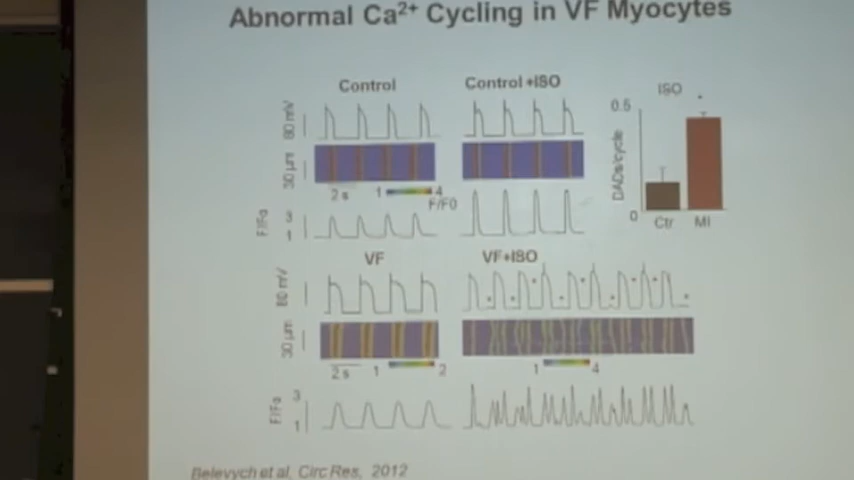 Abnormal Ca2+ Cycling in VF Myocytes
Control
Control +ISO
80 mV
30 µm
2 s
1
4
F/F0
F/Fo
3
1
ISO
*
0.5
DADs/cycle
0
Ctr
MI
VF
VF+ISO
80 mV
30 µm
2 s
1
2
1
4
F/Fo
3
1
Belevych et al, Circ Res, 2012